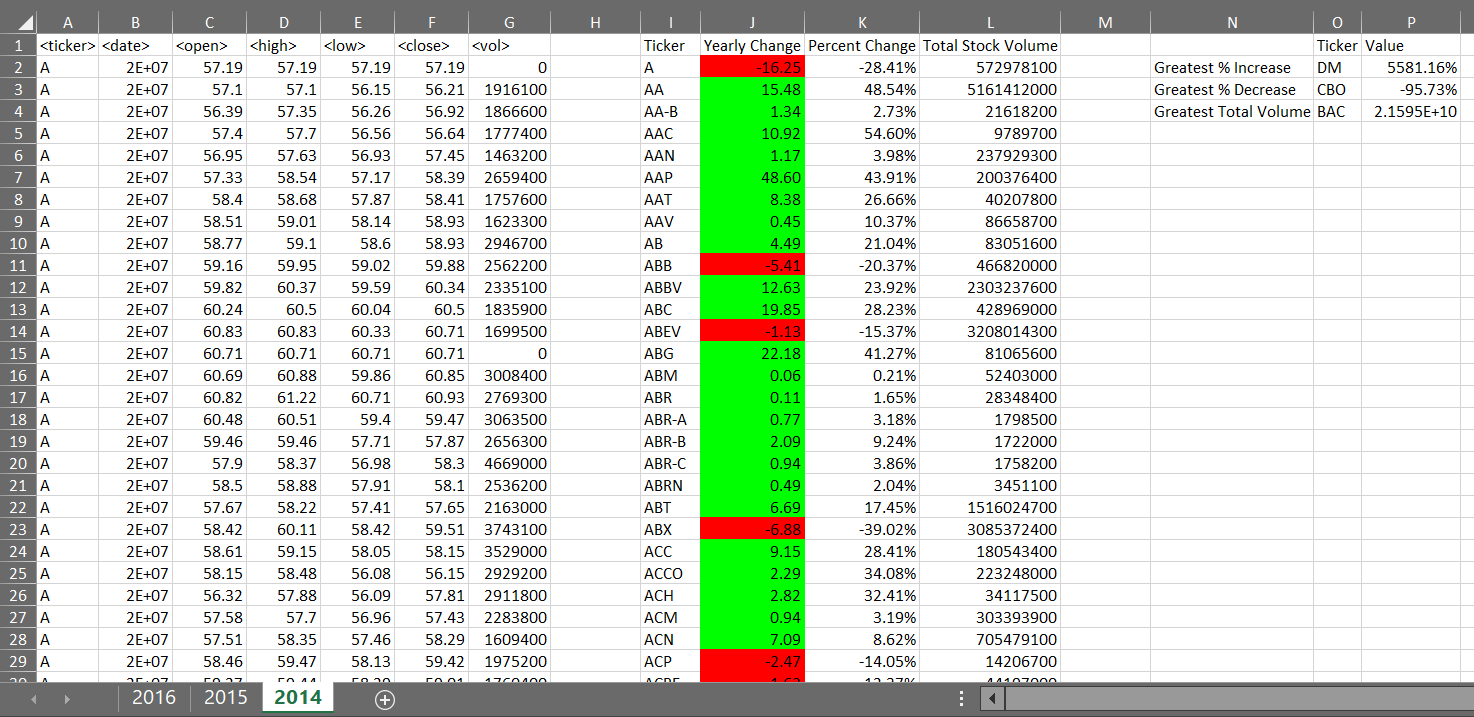 A B C D E F G H I J K L M N O P
1 <ticker> <date> <open> <high> <low> <close> <vol> Ticker Yearly Change Percent Change Total Stock Volume Ticker Value
2 A 2E+07 57.19 57.19 57.19 57.19 0 A -16.25 -28.41% 572978100 Greatest % Increase DM 5581.16%
3 A 2E+07 57.1 57.1 56.15 56.21 1916100 AA 15.48 48.54% 5161412000 Greatest % Decrease CBO -95.73%
4 A 2E+07 56.39 57.35 56.26 56.92 1866600 AA-B 1.34 2.73% 21618200 Greatest Total Volume BAC 2.1595E+10
5 A 2E+07 57.4 57.7 56.56 56.64 1777400 AAC 10.92 54.60% 9789700
6 A 2E+07 56.95 57.63 56.93 57.45 1463200 AAN 1.17 3.98% 237929300
7 A 2E+07 57.33 58.54 57.17 58.39 2659400 AAP 48.60 43.91% 200376400
8 A 2E+07 58.4 58.68 57.87 58.41 1757600 AAT 8.38 26.66% 40207800
9 A 2E+07 58.51 59.01 58.14 58.93 1623300 AAV 0.45 10.37% 86658700
10 A 2E+07 58.77 59.1 58.6 58.93 2946700 AB 4.49 21.04% 83051600
11 A 2E+07 59.16 59.95 59.02 59.88 2562200 ABB -5.41 -20.37% 466820000
12 A 2E+07 59.82 60.37 59.59 60.34 2335100 ABBV 12.63 23.92% 2303237600
13 A 2E+07 60.24 60.5 60.04 60.5 1835900 ABC 19.85 28.23% 428969000
14 A 2E+07 60.83 60.83 60.33 60.71 1699500 ABEV -1.13 -15.37% 3208014300
15 A 2E+07 60.71 60.71 60.71 60.71 0 ABG 22.18 41.27% 81065600
16 A 2E+07 60.69 60.88 59.86 60.85 3008400 ABM 0.06 0.21% 52403000
17 A 2E+07 60.82 61.22 60.71 60.93 2769300 ABR 0.11 1.65% 28348400
18 A 2E+07 60.48 60.51 59.4 59.47 3063500 ABR-A 0.77 3.18% 1798500
19 A 2E+07 59.46 59.46 57.71 57.87 2656300 ABR-B 2.09 9.24% 1722000
20 A 2E+07 57.9 58.37 56.98 58.3 4669000 ABR-C 0.94 3.86% 1758200
21 A 2E+07 58.5 58.88 57.91 58.1 2536200 ABRN 0.49 2.04% 3451100
22 A 2E+07 57.67 58.22 57.41 57.65 2163000 ABT 6.69 17.45% 1516024700
23 A 2E+07 58.42 60.11 58.42 59.51 3743100 ABX -6.88 -39.02% 3085372400
24 A 2E+07 58.61 59.15 58.05 58.15 3529000 ACC 9.15 28.41% 180543400
25 A 2E+07 58.15 58.48 56.08 56.15 2929200 ACCO 2.29 34.08% 223248000
26 A 2E+07 56.32 57.88 56.09 57.81 2911800 ACH 2.82 32.41% 34117500
27 A 2E+07 57.58 57.7 56.96 57.43 2283800 ACM 0.94 3.19% 303393900
28 A 2E+07 57.51 58.35 57.46 58.29 1609400 ACN 7.09 8.62% 705479100
29 A 2E+07 58.46 59.47 58.13 59.42 1975200 ACP -2.47 -14.05% 14206700
2016 2015 2014